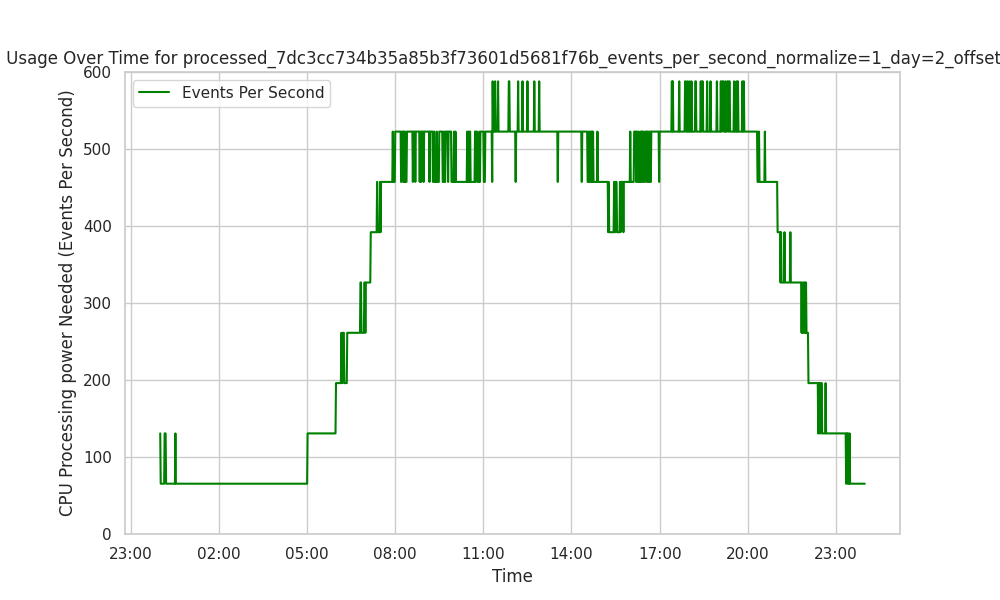 Usage Over Time for processed_7dc3cc734b35a85b3f73601d5681f76b_events_per_second_normalize=1_day=2_offset
Events Per Second
CPU Processing power Needed (Events Per Second)
600
500
400
300
200
100
0
23:00 02:00 05:00 08:00 11:00 14:00 17:00 20:00 23:00
Time